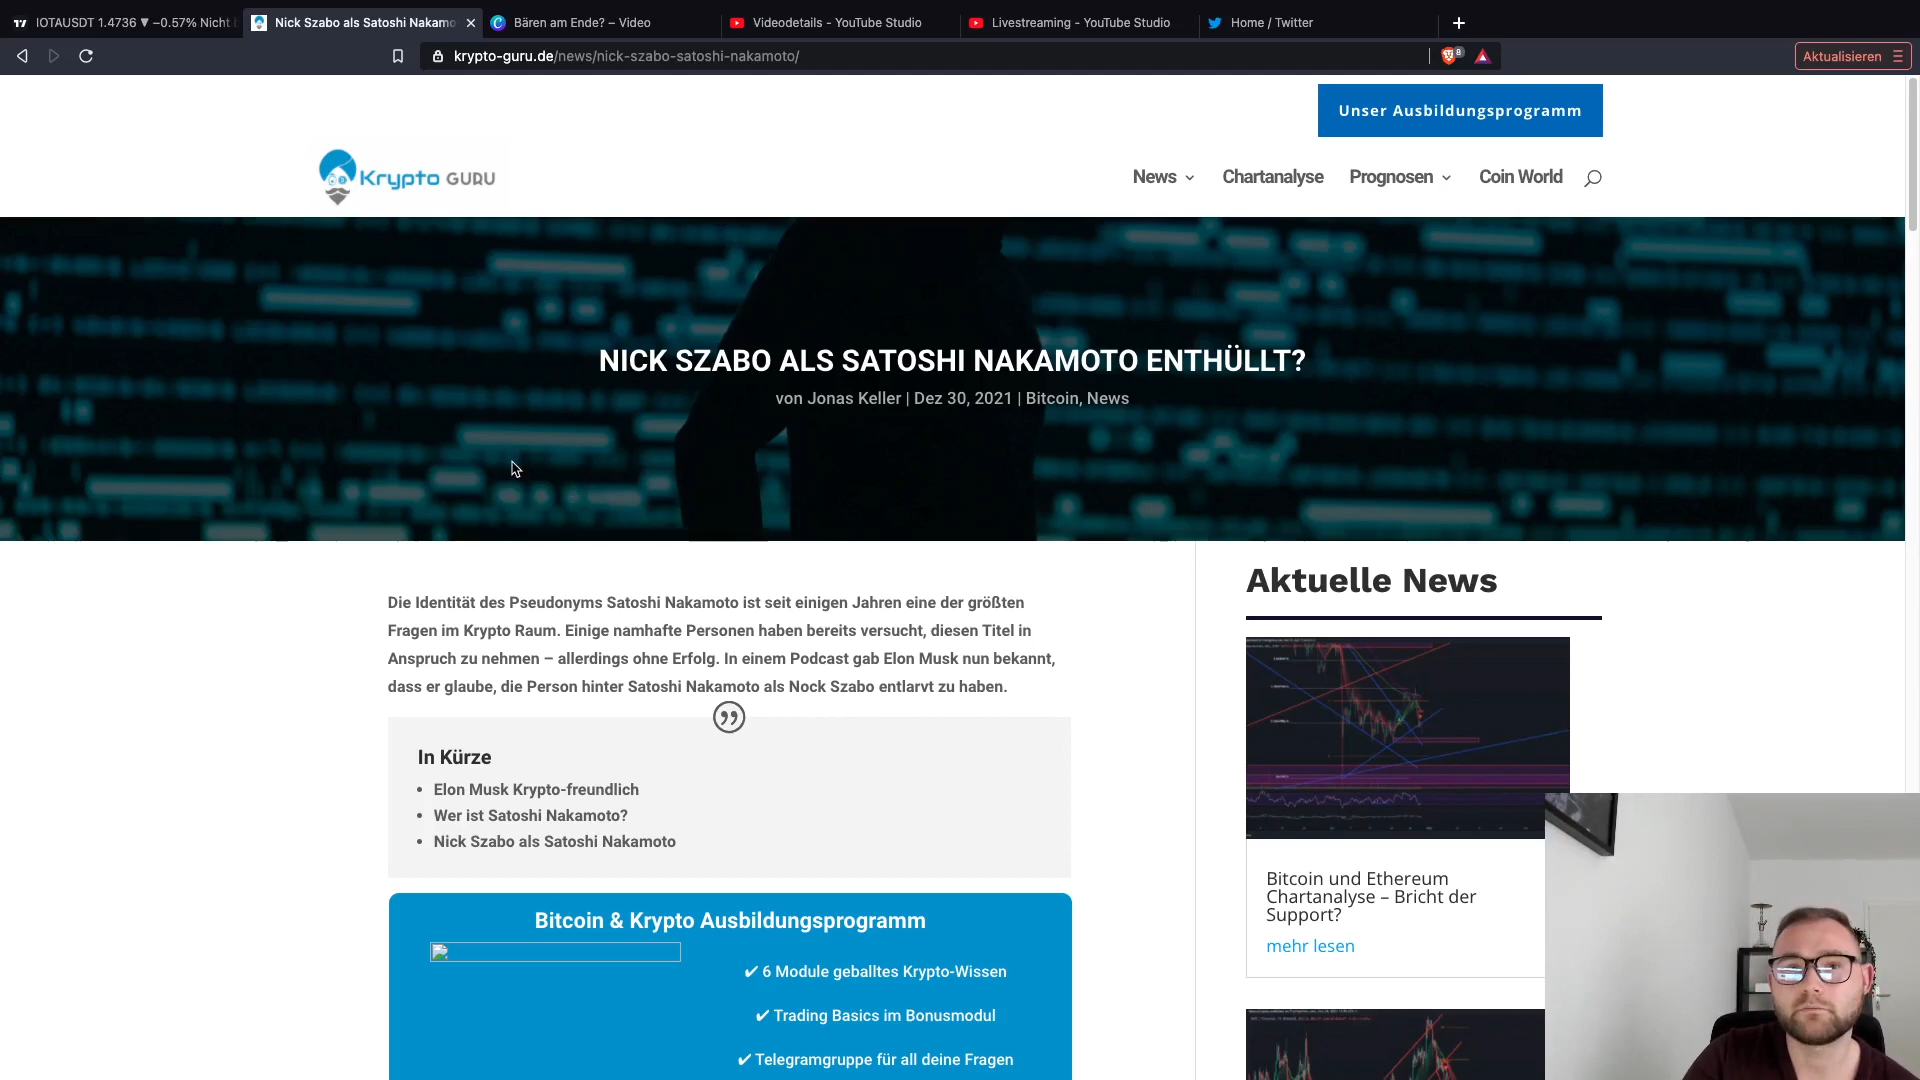 IOTAUSDT 1.4736 ▼ −0.57% Nicht
Nick Szabo als Satoshi Nakamo
Bären am Ende? – Video
Videodetails - YouTube Studio
Livestreaming - YouTube Studio
Home / Twitter
krypto-guru.de/news/nick-szabo-satoshi-nakamoto/
8
Aktualisieren
Unser Ausbildungsprogramm
Krypto GURU
News
Chartanalyse
Prognosen
Coin World
NICK SZABO ALS SATOSHI NAKAMOTO ENTHÜLLT?
von Jonas Keller | Dez 30, 2021 | Bitcoin, News
Die Identität des Pseudonyms Satoshi Nakamoto ist seit einigen Jahren eine der größten
Fragen im Krypto Raum. Einige namhafte Personen haben bereits versucht, diesen Titel in
Anspruch zu nehmen – allerdings ohne Erfolg. In einem Podcast gab Elon Musk nun bekannt,
dass er glaube, die Person hinter Satoshi Nakamoto als Nock Szabo entlarvt zu haben.
In Kürze
• Elon Musk Krypto-freundlich
• Wer ist Satoshi Nakamoto?
• Nick Szabo als Satoshi Nakamoto
Bitcoin & Krypto Ausbildungsprogramm
✔ 6 Module geballtes Krypto-Wissen
✔ Trading Basics im Bonusmodul
✔ Telegramgruppe für all deine Fragen
Aktuelle News
Bitcoin und Ethereum
Chartanalyse – Bricht der
Support?
mehr lesen